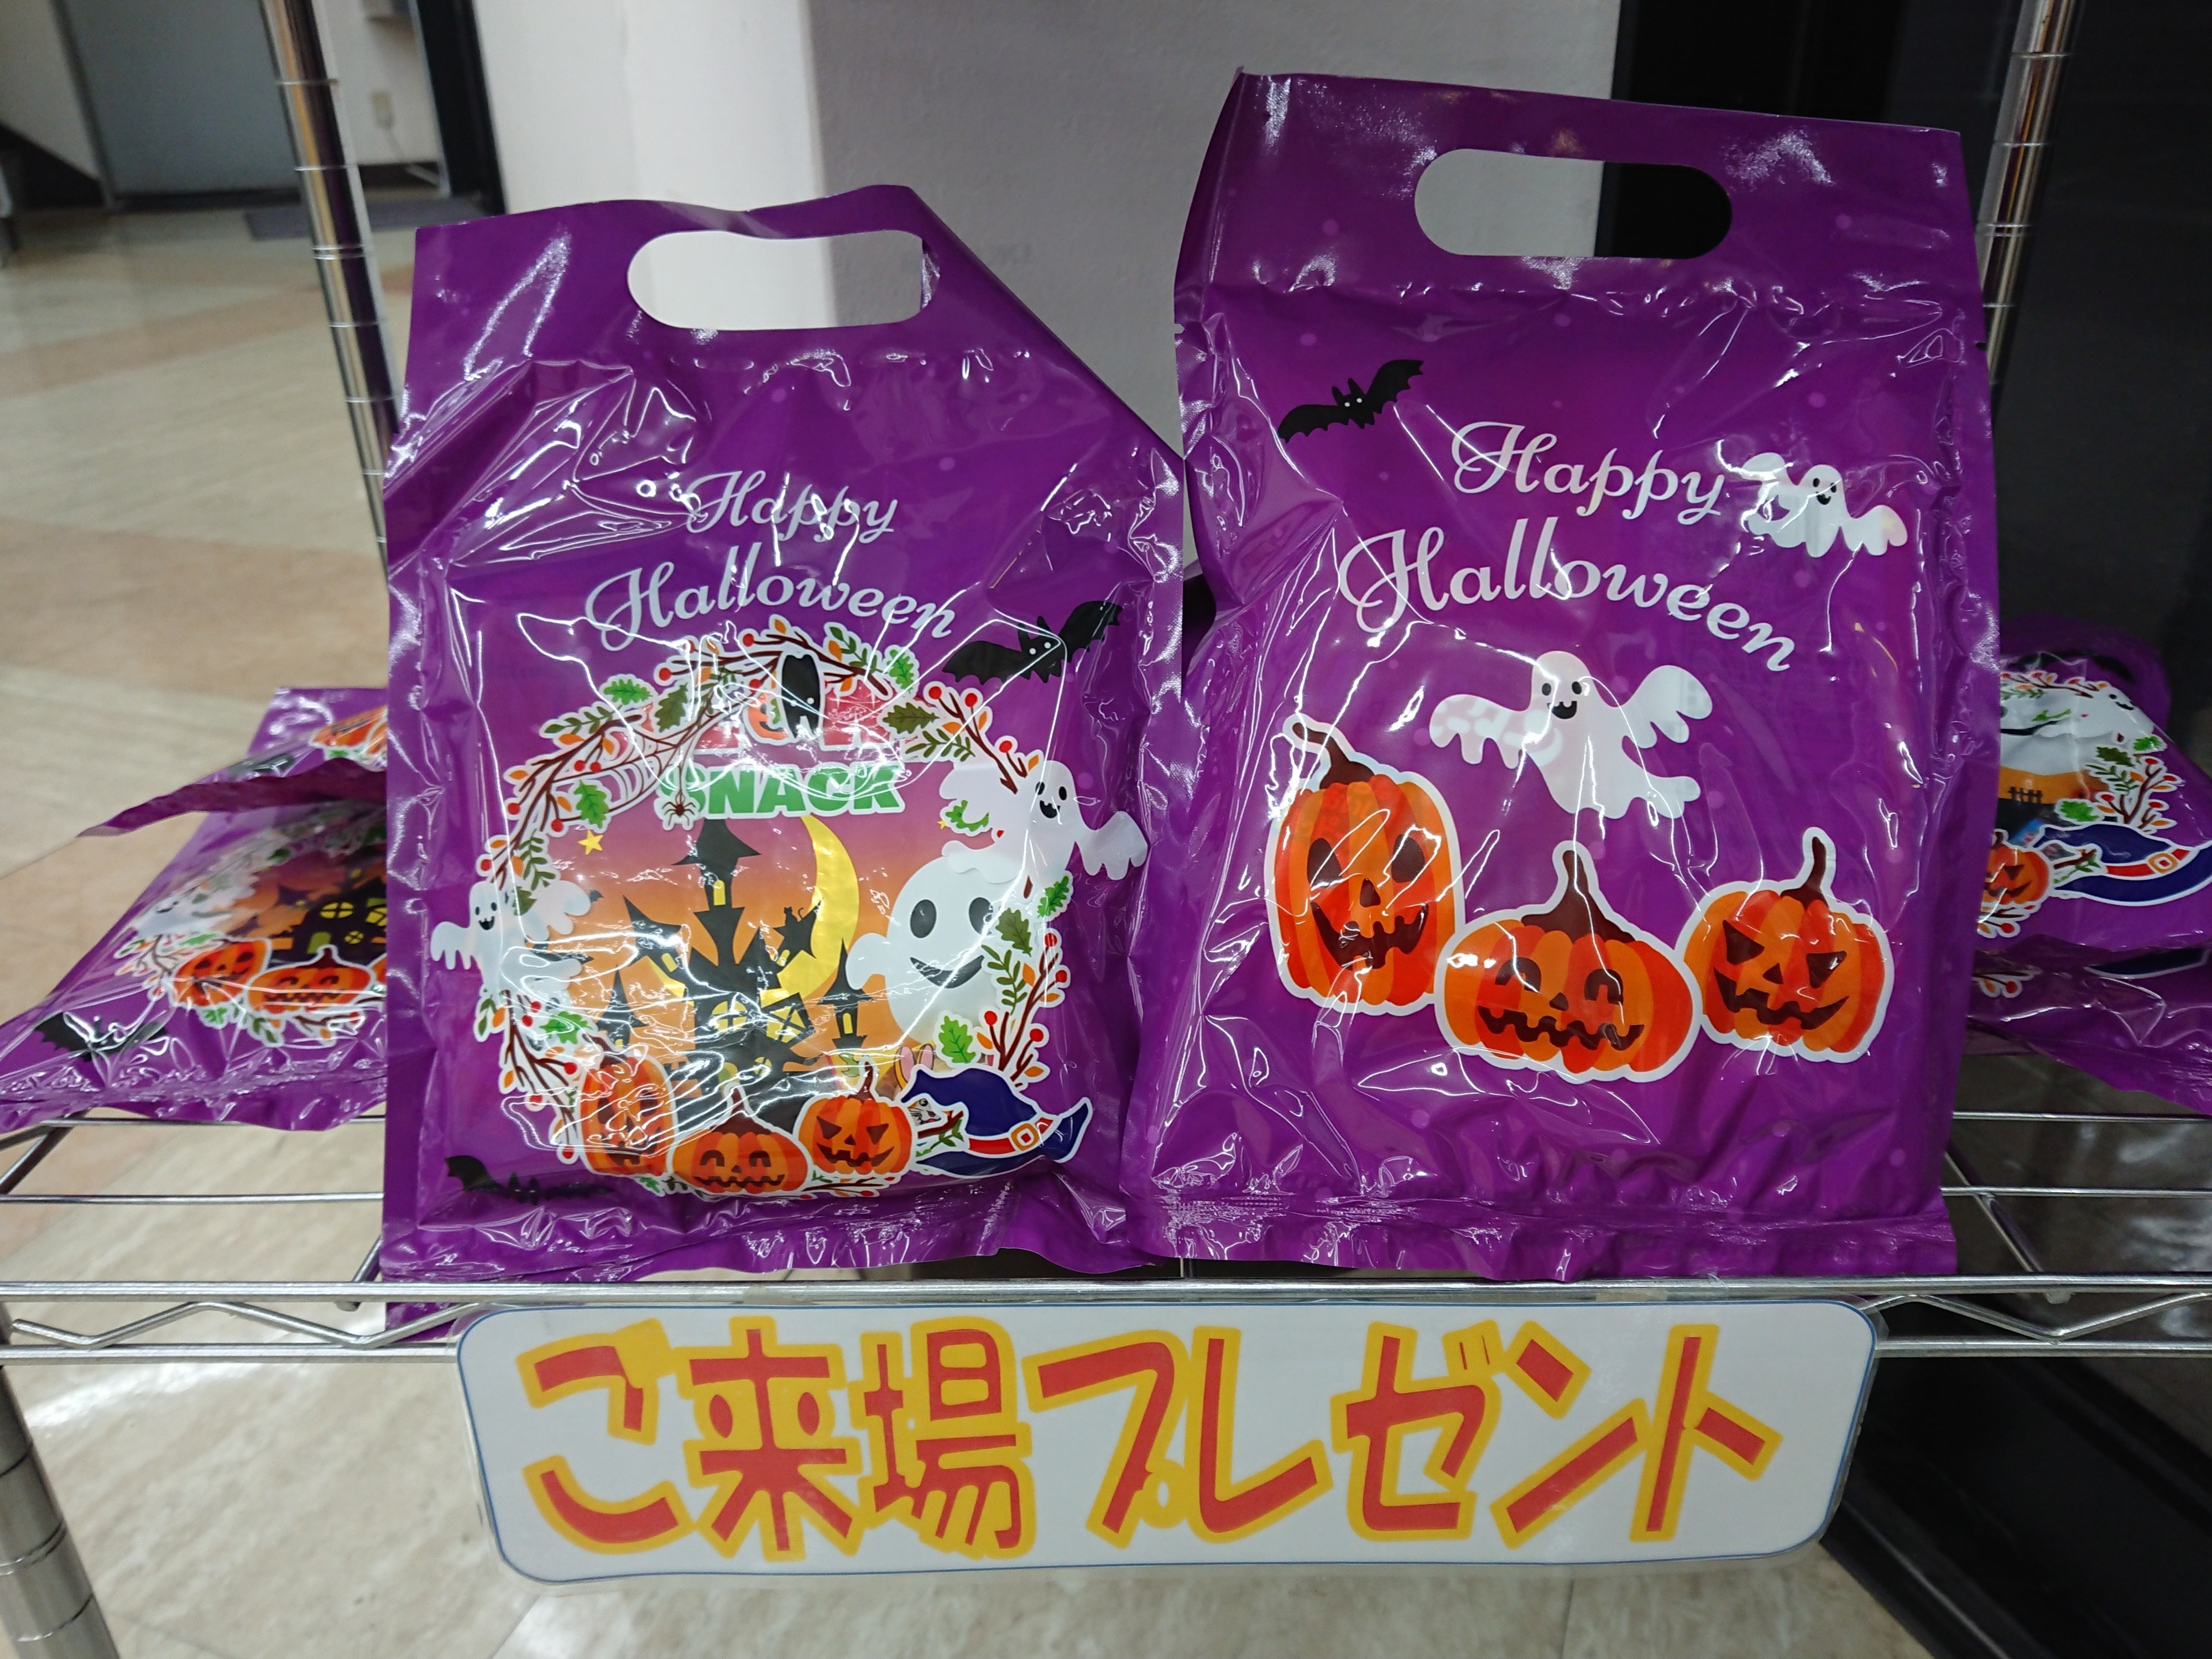 Happy
Halloween
SNACK
Happy
Halloween
ご来場プレゼント